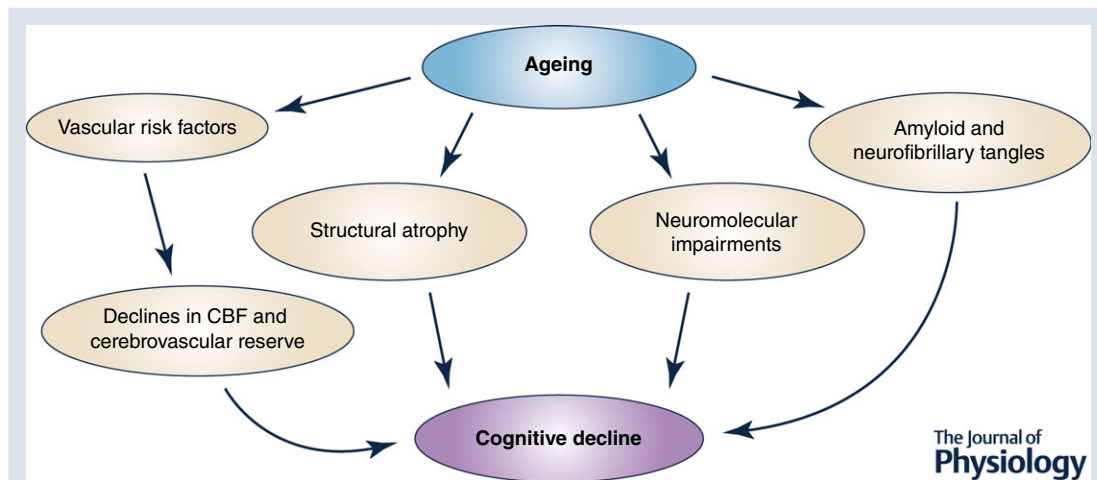 Ageing
Vascular risk factors
Amyloid and
neurofibrillary tangles
Structural atrophy
Neuromolecular
impairments
Declines in CBF and
cerebrovascular reserve
Cognitive decline
The Journal of
Physiology